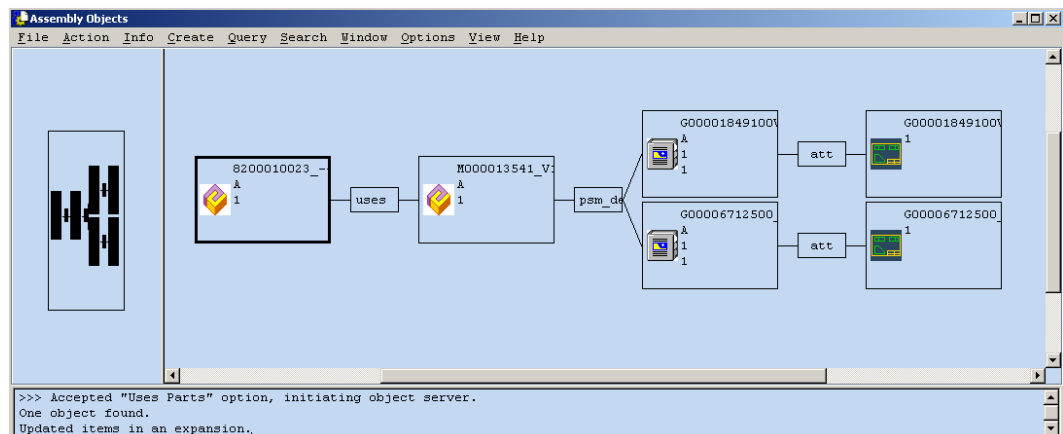 Assembly Objects
File Action Info Create Query Search Window Options View Help
8200010023_-
A
1
uses
M000013541_V
A
1
psm_de
G00001849100V
A
1
1
att
G00001849100V
1
G00006712500_
A
1
1
att
G00006712500_
1
>>> Accepted "Uses Parts" option, initiating object server.
One object found.
Updated items in an expansion.